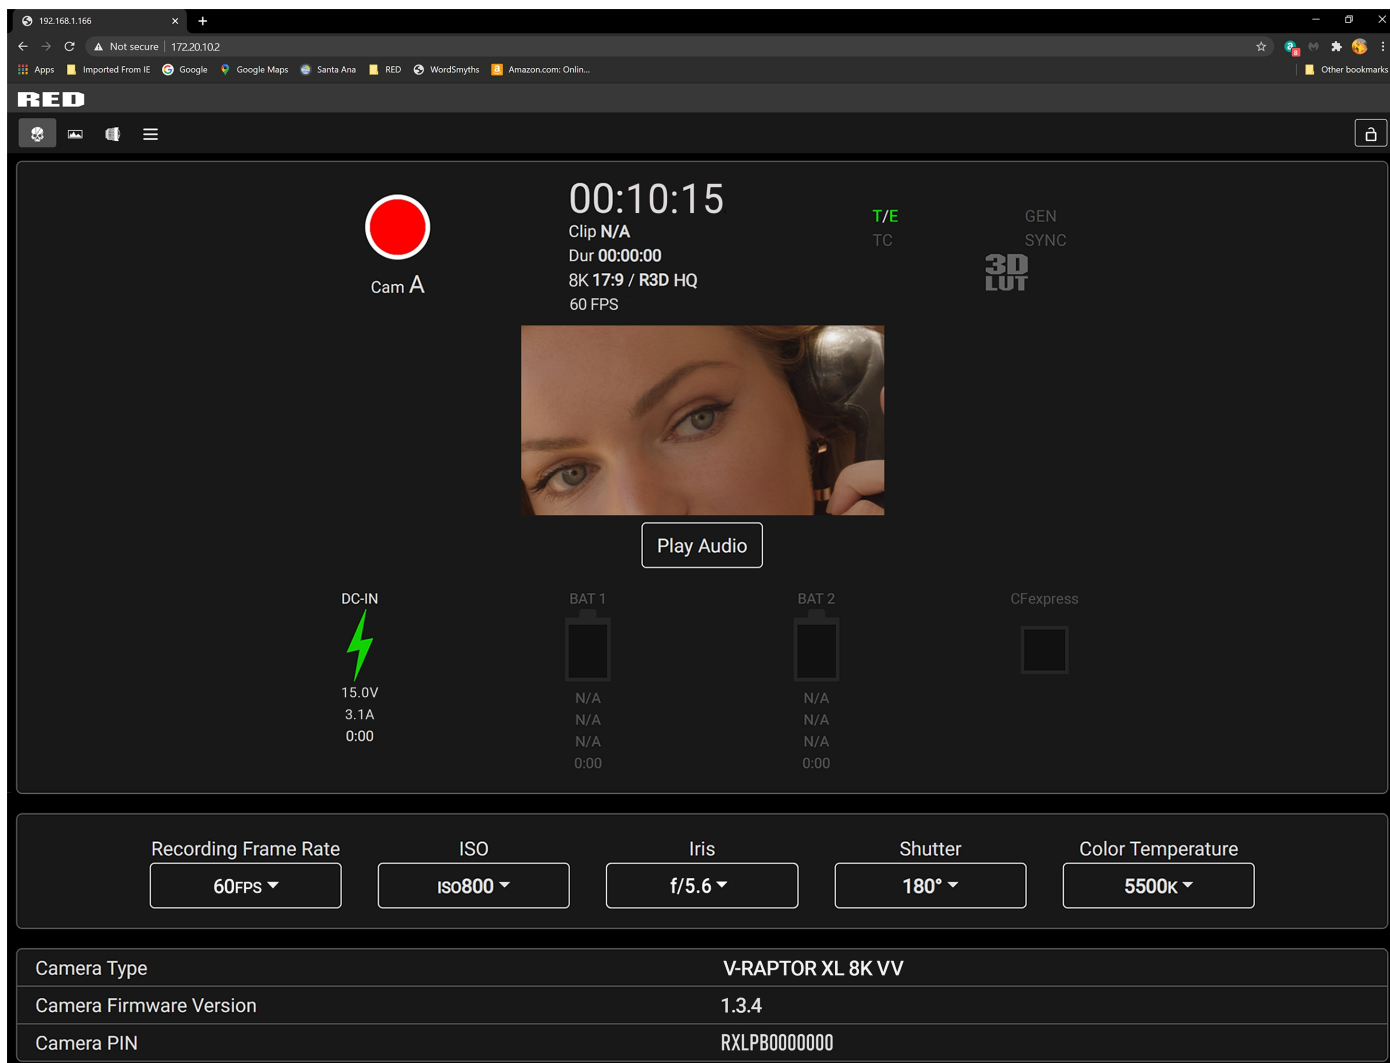 192.168.1.166
Not secure 172.20.10.2
Apps Imported From IE Google Google Maps Santa Ana RED WordSmyths Amazon.com: Onlin... Other bookmarks
RED
00:10:15
Clip N/A
Dur 00:00:00
8K 17:9 / R3D HQ
60 FPS
Cam A
T/E GEN
TC SYNC
3D
LUT
Play Audio
DC-IN BAT 1 BAT 2 CFexpress
15.0V N/A N/A
3.1A N/A N/A
0:00 N/A N/A
0:00 0:00
Recording Frame Rate ISO Iris Shutter Color Temperature
60FPS ISO800 f/5.6 180° 5500K
Camera Type V-RAPTOR XL 8K VV
Camera Firmware Version 1.3.4
Camera PIN RXLPB0000000